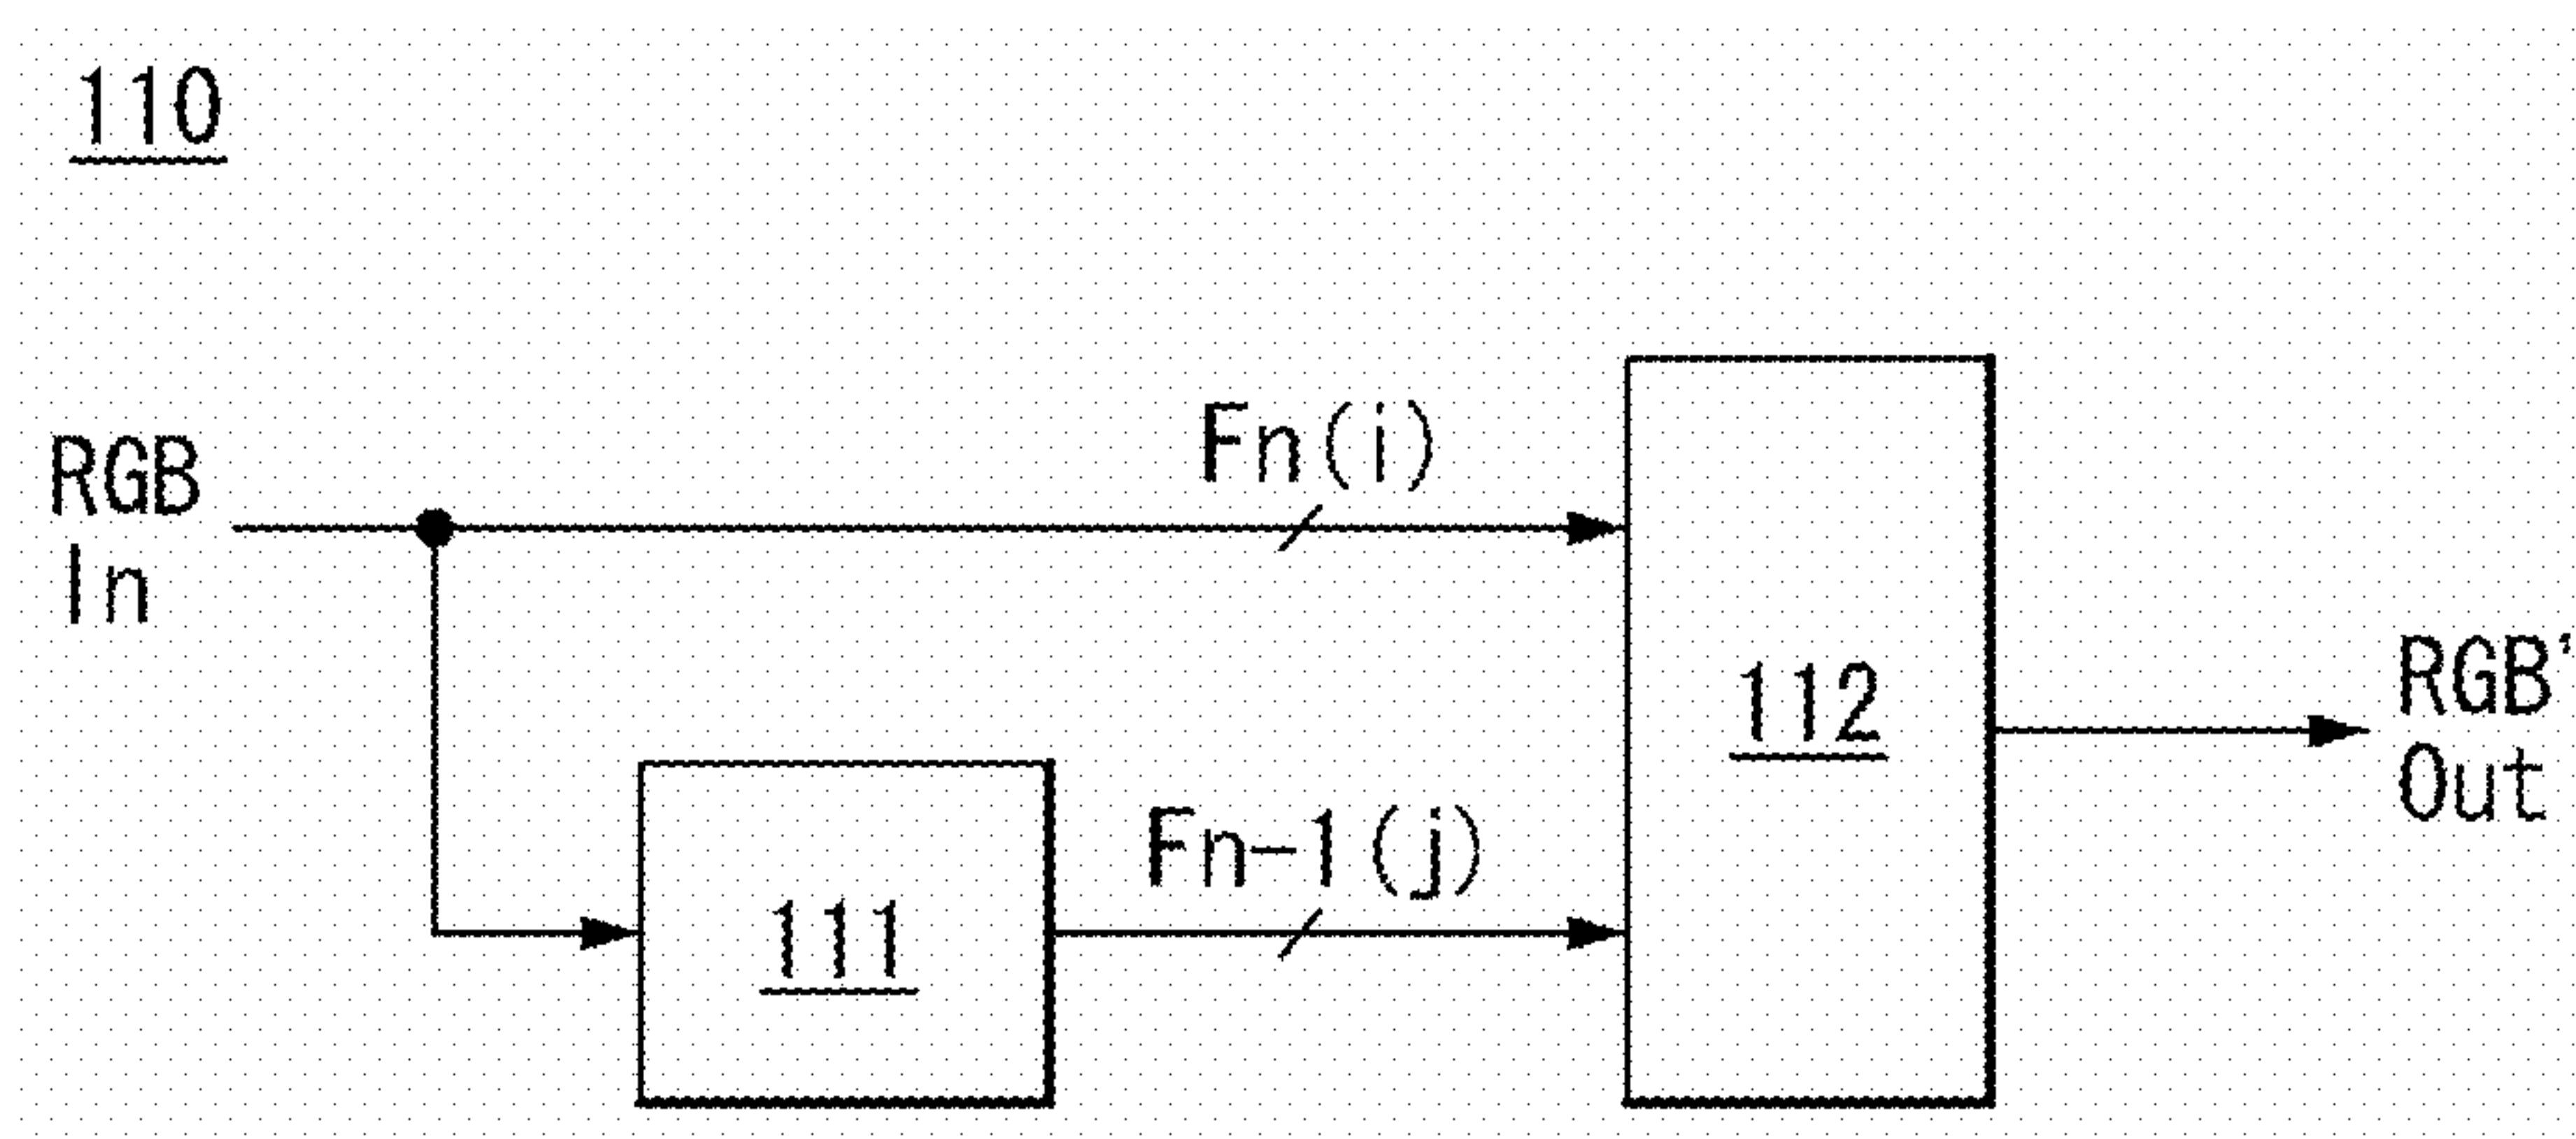 110
RGB
In
Fn(i)
112
RGB'
Out
Fn-1(j)
111